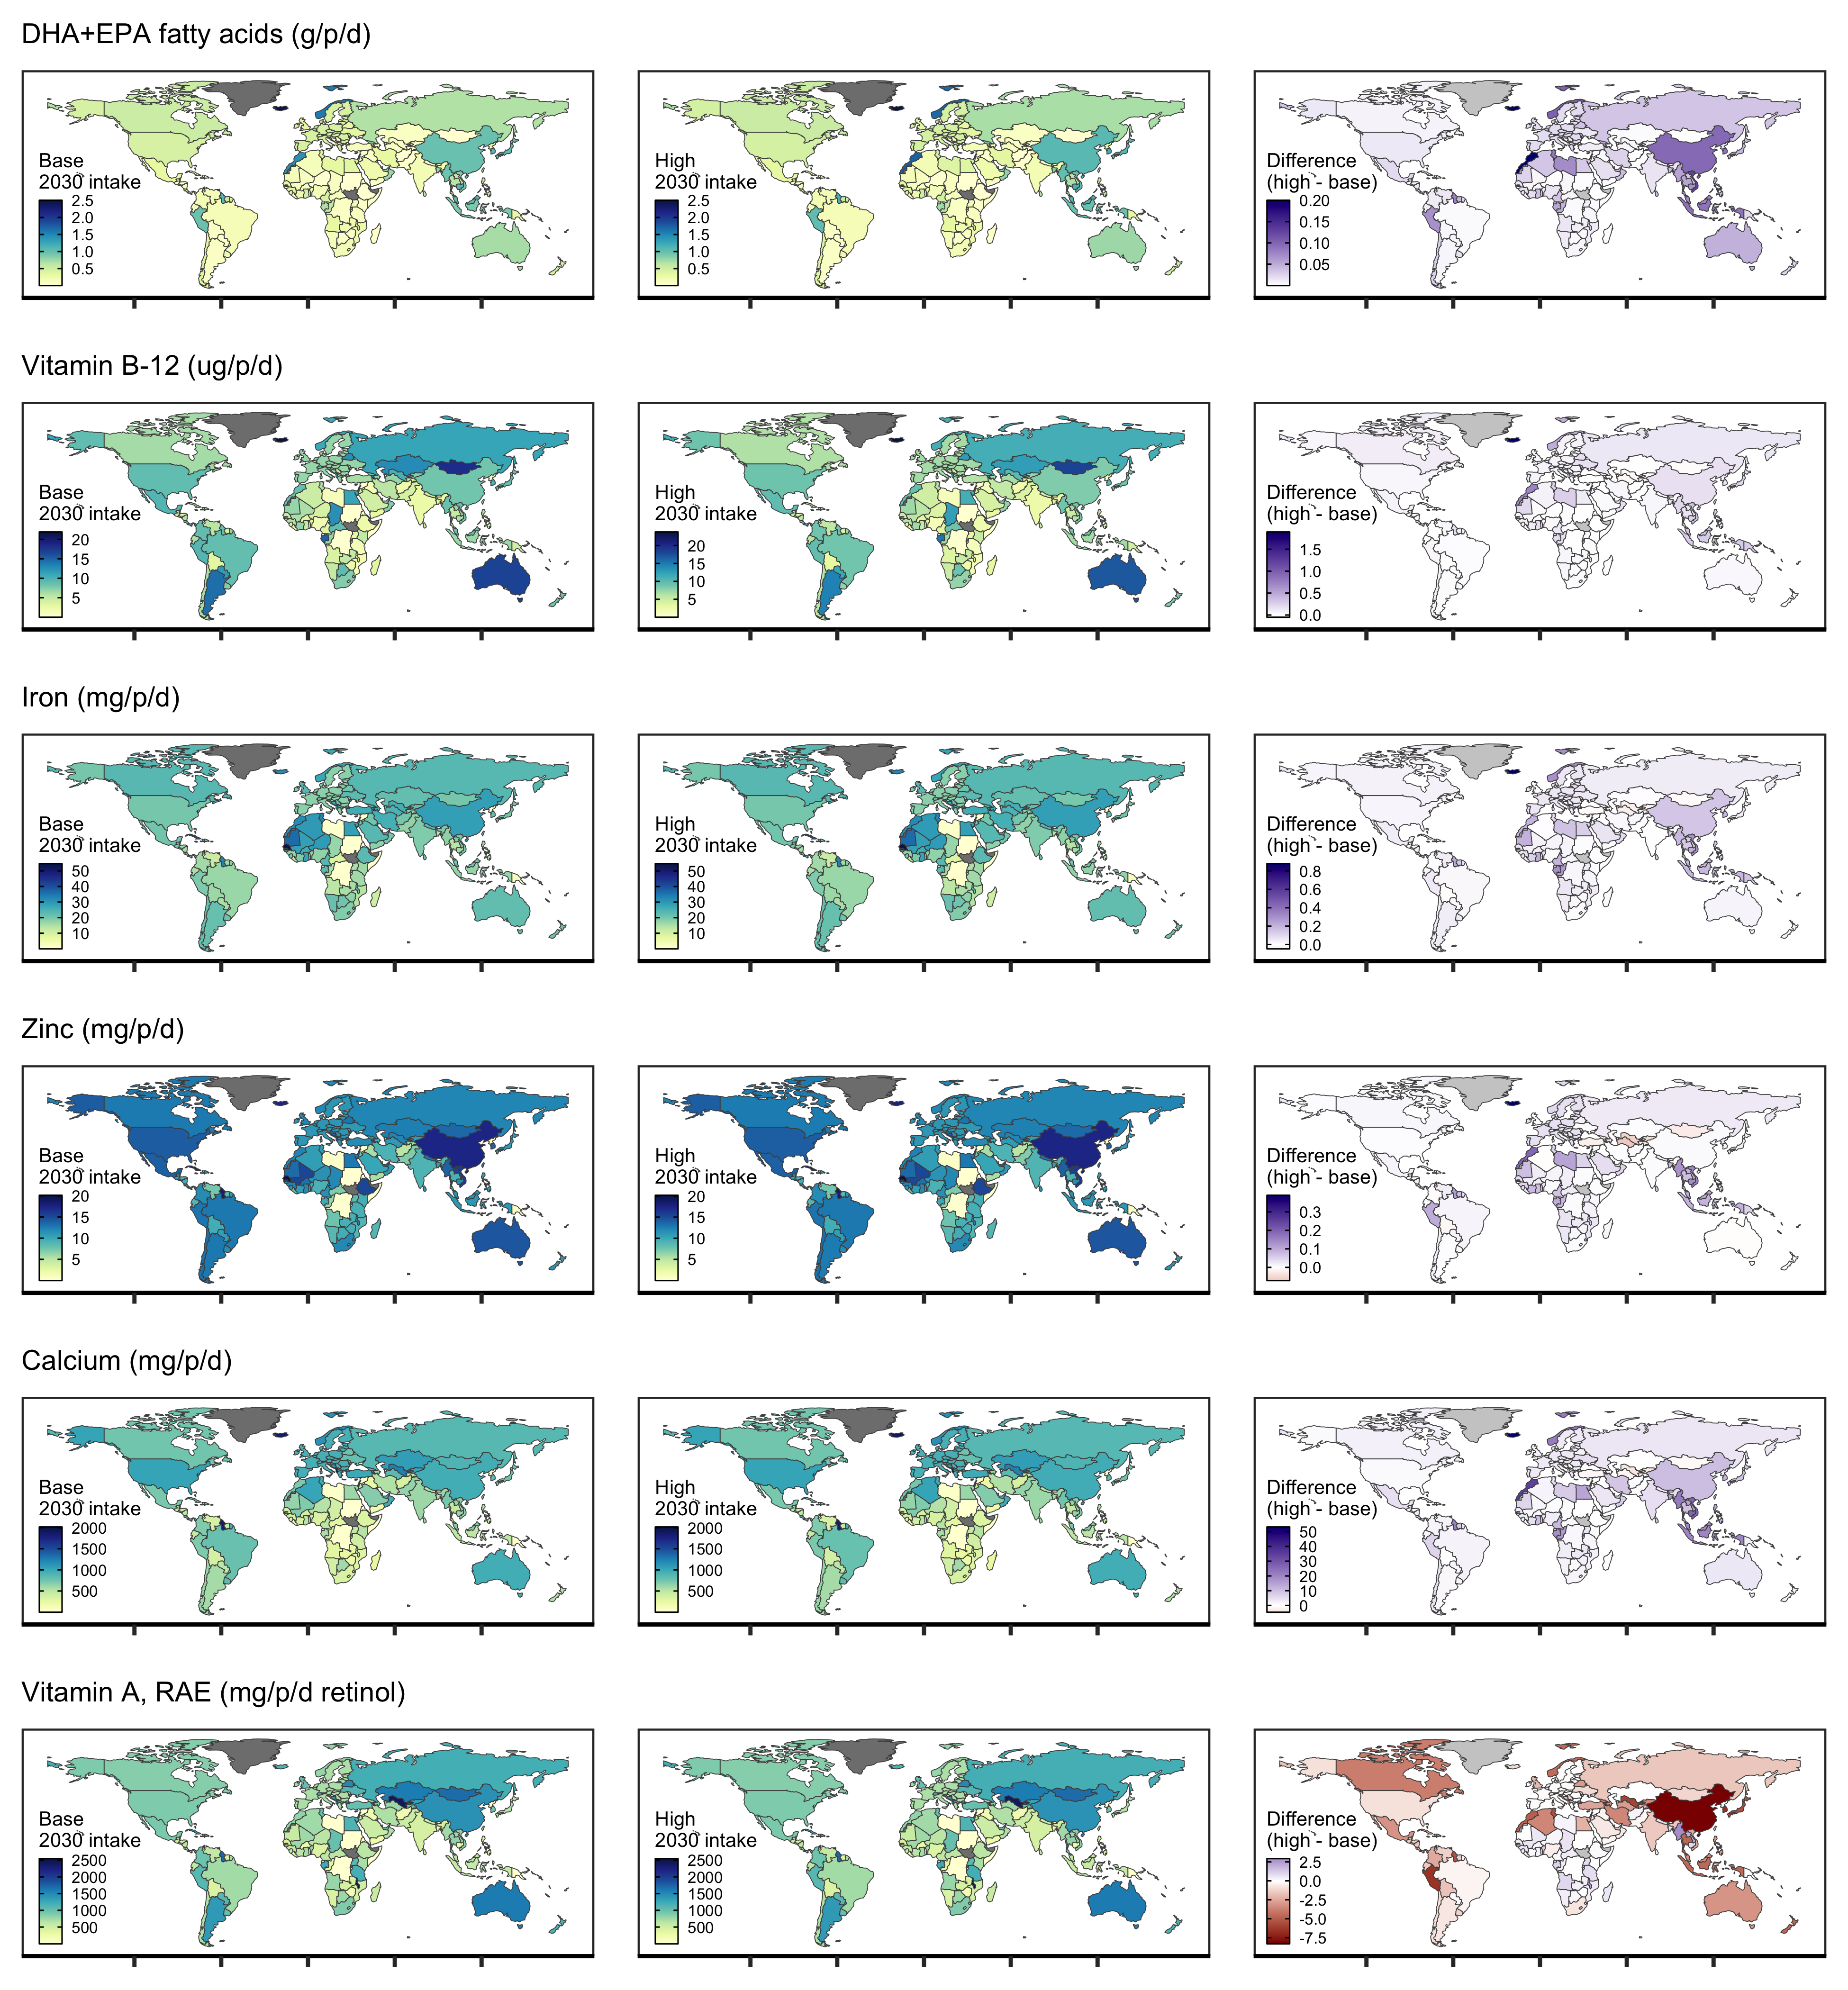 DHA+EPA fatty acids (g/p/d)
Base
2030 intake
2.5
2.0
1.5
1.0
0.5
High
2030 intake
2.5
2.0
1.5
1.0
0.5
Difference
(high - base)
0.20
0.15
0.10
0.05
Vitamin B-12 (ug/p/d)
Base
2030 intake
20
15
10
5
High
2030 intake
20
15
10
5
Difference
(high - base)
1.5
1.0
0.5
0.0
Iron (mg/p/d)
Base
2030 intake
50
40
30
20
10
High
2030 intake
50
40
30
20
10
Difference
(high - base)
0.8
0.6
0.4
0.2
0.0
Zinc (mg/p/d)
Base
2030 intake
20
15
10
5
High
2030 intake
20
15
10
5
Difference
(high - base)
0.3
0.2
0.1
0.0
Calcium (mg/p/d)
Base
2030 intake
2000
1500
1000
500
High
2030 intake
2000
1500
1000
500
Difference
(high - base)
50
40
30
20
10
0
Vitamin A, RAE (mg/p/d retinol)
Base
2030 intake
2500
2000
1500
1000
500
High
2030 intake
2500
2000
1500
1000
500
Difference
(high - base)
2.5
0.0
-2.5
-5.0
-7.5